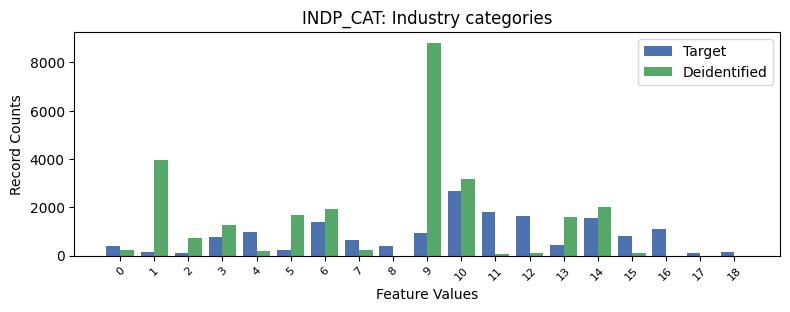 INDP_CAT: Industry categories
Target
Deidentified
Record Counts
8000
6000
4000
2000
0
0 1 2 3 4 5 6 7 8 9 10 11 12 13 14 15 16 17 18
Feature Values